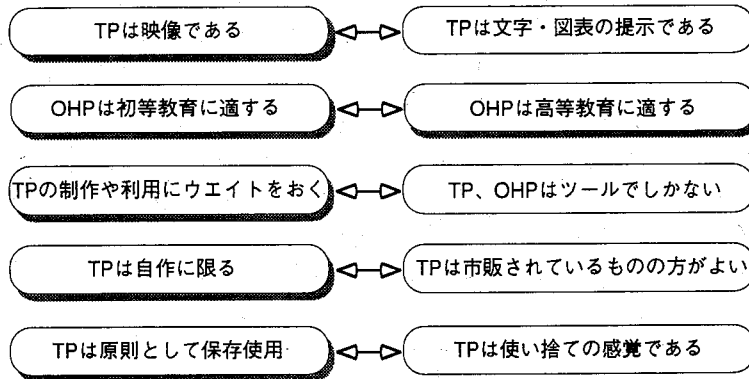 TPは映像である
TPは文字・図表の提示である
OHPは初等教育に適する
OHPは高等教育に適する
TPの制作や利用にウエイトをおく
TP、OHPはツールでしかない
TPは自作に限る
TPは市販されているものの方がよい
TPは原則として保存使用
TPは使い捨ての感覚である